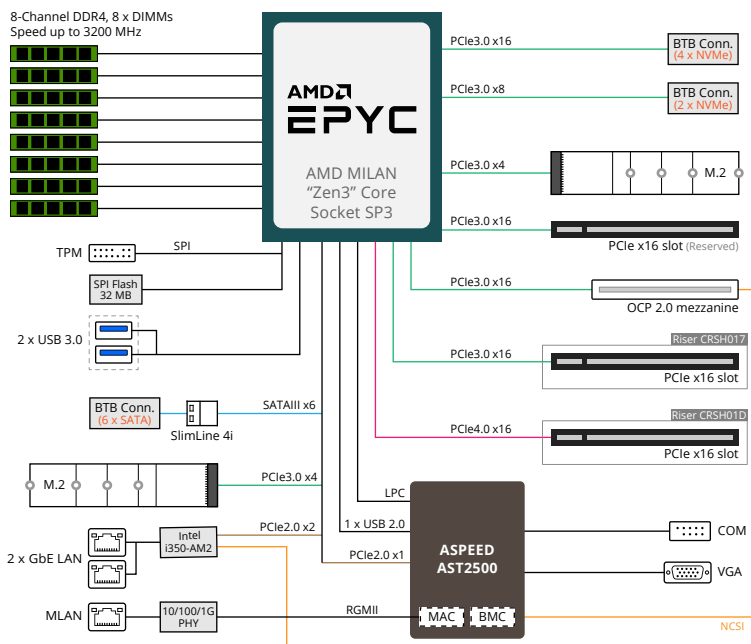 8-Channel DDR4, 8 x DIMMs
Speed up to 3200 MHz
AMD
EPYC
AMD MILAN
“Zen3” Core
Socket SP3
PCIe3.0 x16
BTB Conn.
(4 x NVMe)
PCIe3.0 x8
BTB Conn.
(2 x NVMe)
PCIe3.0 x4
M.2
PCIe3.0 x16
PCIe x16 slot (Reserved)
TPM
SPI
SPI Flash
32 MB
PCIe3.0 x16
OCP 2.0 mezzanine
2 x USB 3.0
Riser CRSH017
PCIe3.0 x16
PCIe x16 slot
BTB Conn.
(6 x SATA)
SATAIII x6
SlimLine 4i
Riser CRSH01D
PCIe4.0 x16
PCIe x16 slot
M.2
PCIe3.0 x4
LPC
2 x GbE LAN
Intel
i350-AM2
PCIe2.0 x2
1 x USB 2.0
PCIe2.0 x1
ASPEED
AST2500
COM
VGA
MLAN
10/100/1G
PHY
RGMII
MAC
BMC
NCSI